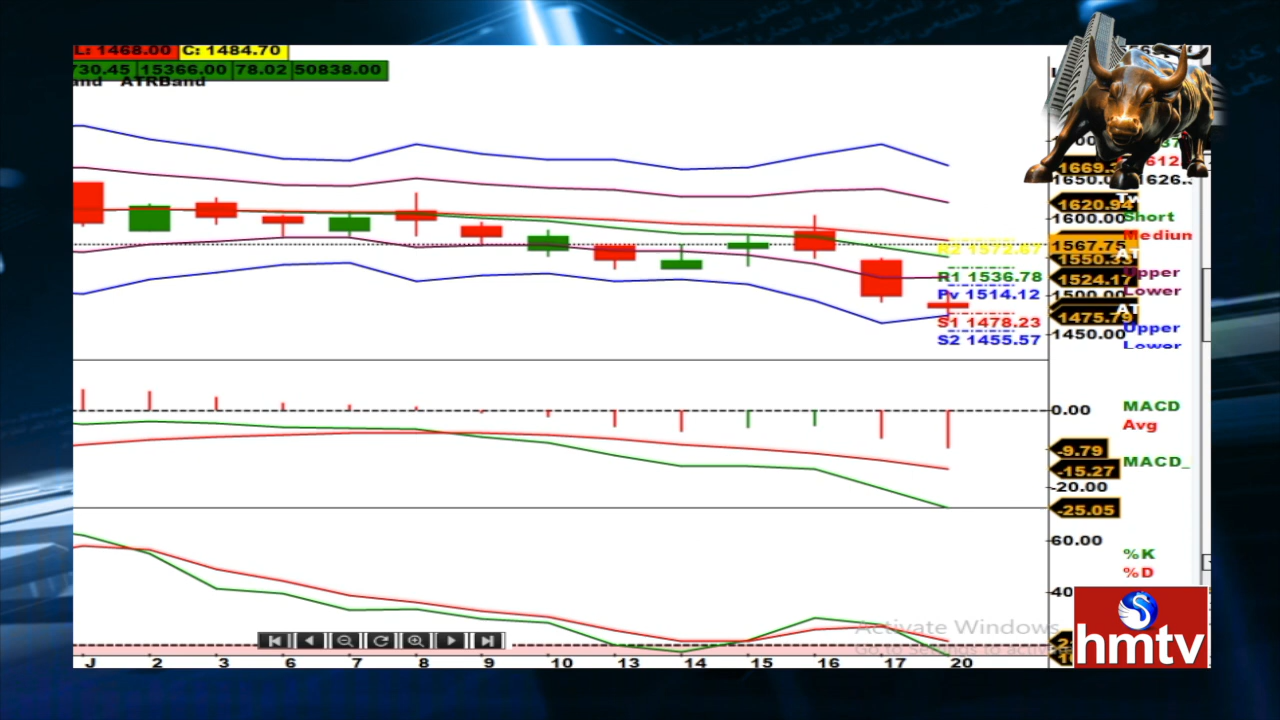 L: 1468.00 C: 1484.70
730.45 15366.00 78.02 50838.00
and ATRBand
1669.
1650.0
1626.
1620.94
1600.00
Short
Medium
1567.75
R2 1572.67
1550.33
R1 1536.78
1524.17
Upper
Lower
Pv 1514.12
1500.00
S1 1478.23
1475.79
AT
Upper
Lower
S2 1455.57
1450.00
0.00
MACD
Avg
-9.79
MACD_
-15.27
-20.00
-25.05
60.00
%K
%D
40
Activate Windows
hmtv
J 2 3 6 7 8 9 10 13 14 15 16 17 20